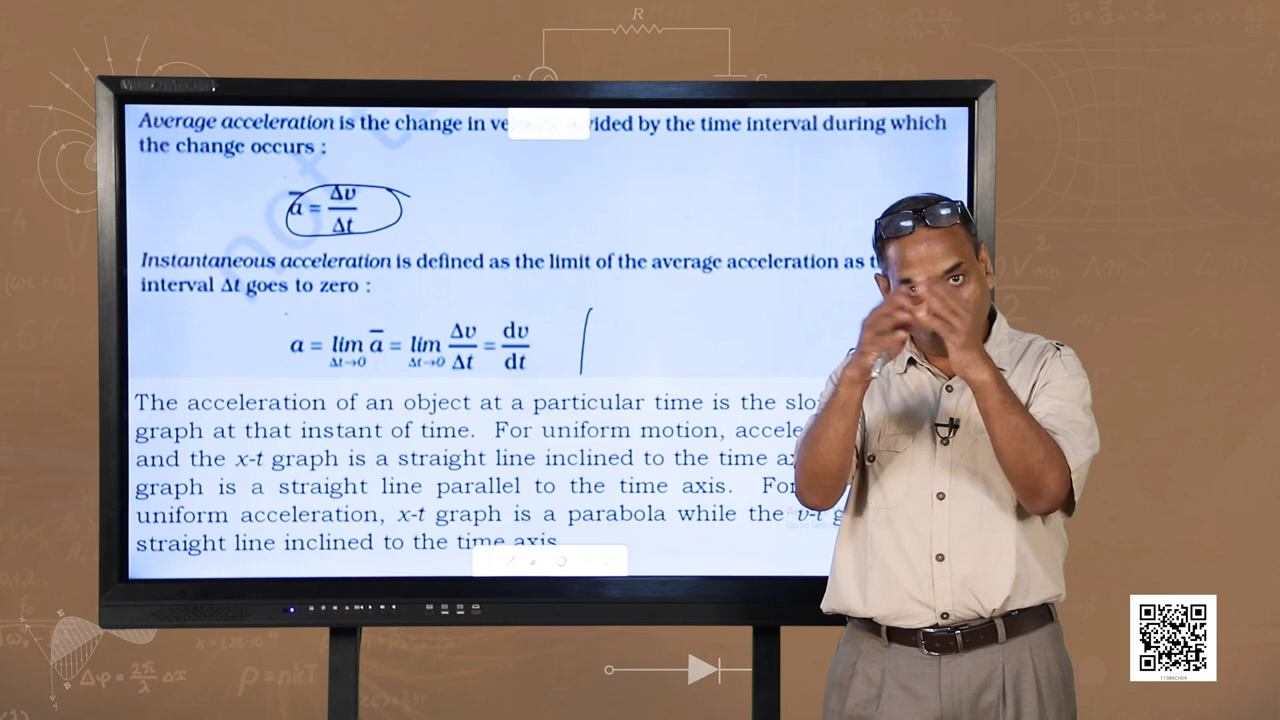 R
Average acceleration is the change in ve vided by the time interval during which
the change occurs :
a = Δv
Δt
Instantaneous acceleration is defined as the limit of the average acceleration as
interval Δt goes to zero :
a = lim a = lim Δv = dv
Δt→0 Δt→0 Δt dt
The acceleration of an object at a particular time is the slo
graph at that instant of time. For uniform motion, accele
and the x-t graph is a straight line inclined to the time
graph is a straight line parallel to the time axis. For
uniform acceleration, x-t graph is a parabola while the v-t g
straight line inclined to the time axis
Δφ = 2π/λ Δx
ρ = nkT